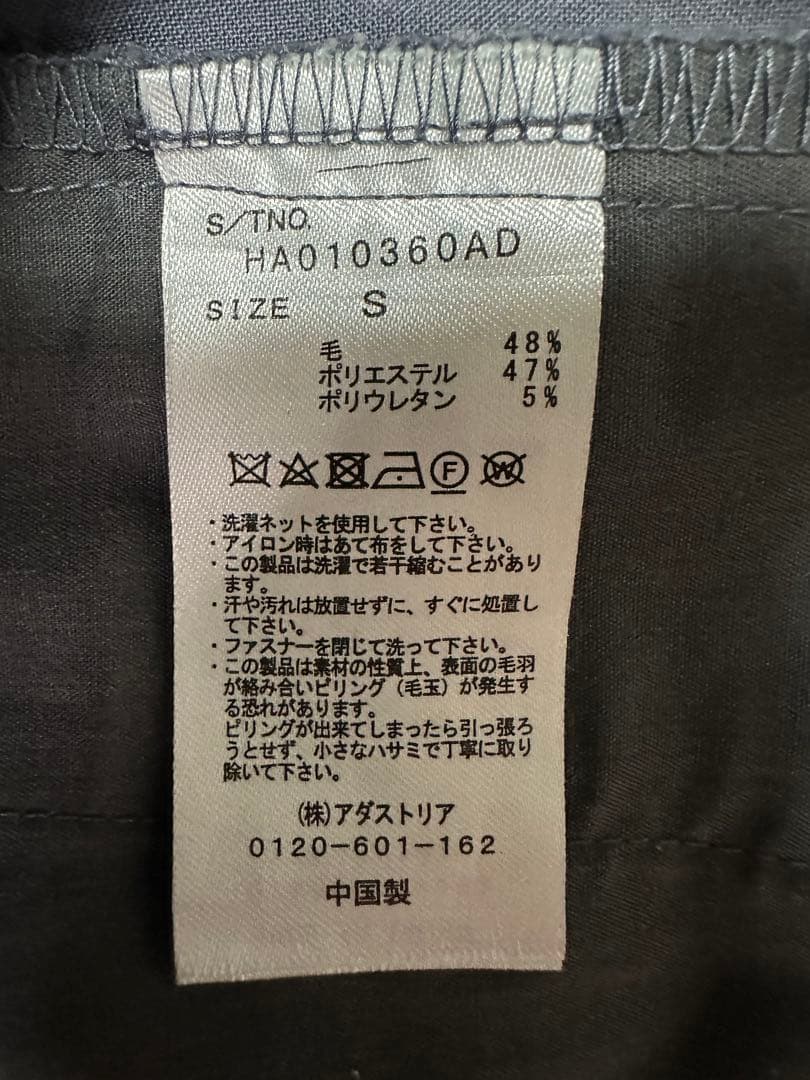 S/TNO.
HA010360AD
SIZE S
毛 48%
ポリエステル 47%
ポリウレタン 5%
F W
・洗濯ネットを使用して下さい。
・アイロン時はあて布をして下さい。
・この製品は洗濯で若干縮むことがあり
ます。
・汗や汚れは放置せずに、すぐに処置し
て下さい。
・ファスナーを閉じて洗って下さい。
・この製品は素材の性質上、表面の毛羽
が絡み合いピリング（毛玉）が発生す
る恐れがあります。
ピリングが出来てしまったら引っ張ろ
うとせず、小さなハサミで丁寧に取り
除いて下さい。
(株)アダストリア
0120-601-162
中国製